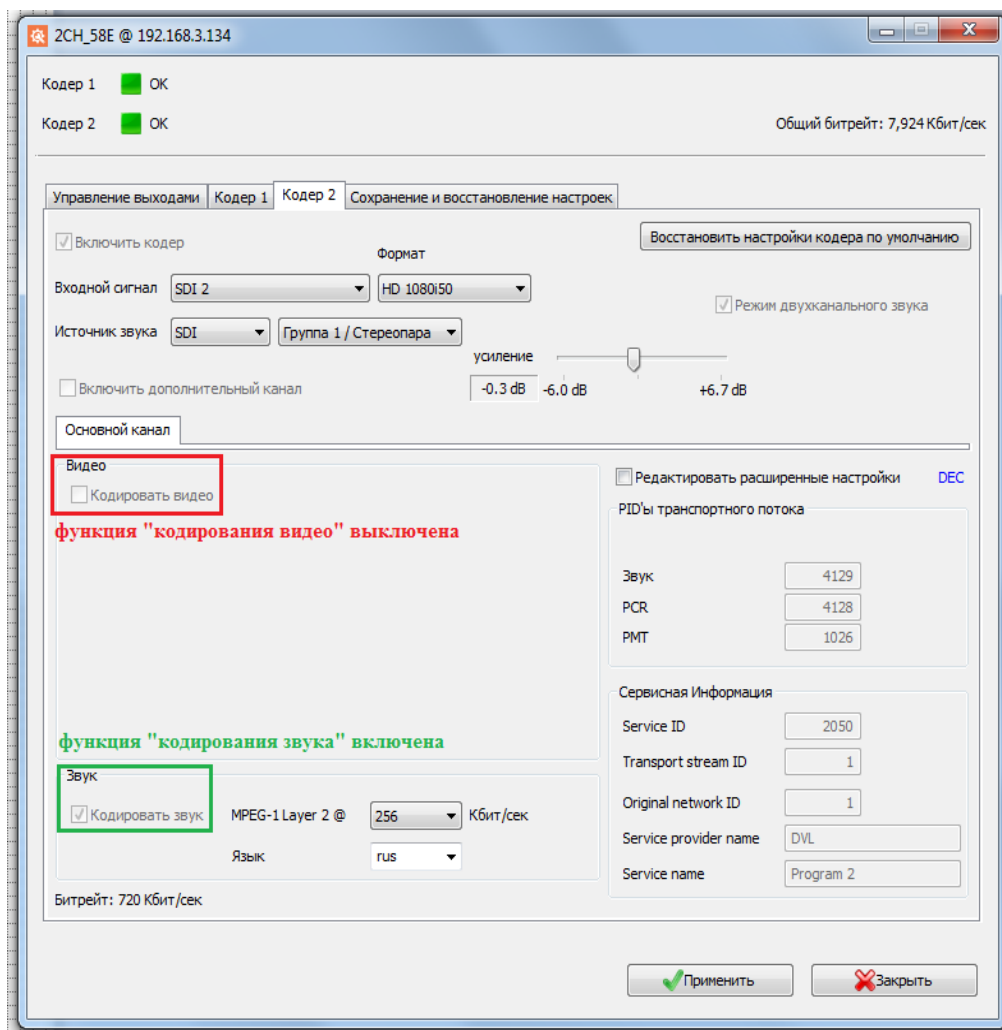 2CH_58E @ 192.168.3.134
Кодер 1 OK
Кодер 2 OK
Общий битрейт: 7,924 Кбит/сек
Управление выходами Кодер 1 Кодер 2 Сохранение и восстановление настроек
Включить кодер
Восстановить настройки кодера по умолчанию
Формат
Входной сигнал SDI 2 HD 1080i50
Режим двухканального звука
Источник звука SDI Группа 1 / Стереопара
усиление
Включить дополнительный канал
-0.3 dB -6.0 dB +6.7 dB
Основной канал
Видео
Кодировать видео
функция "кодирования видео" выключена
Редактировать расширенные настройки DEC
PID'ы транспортного потока
Звук 4129
PCR 4128
PMT 1026
Сервисная Информация
Service ID 2050
Transport stream ID 1
Original network ID 1
Service provider name DVL
Service name Program 2
функция "кодирования звука" включена
Звук
Кодировать звук MPEG-1 Layer 2 @ 256 Кбит/сек
Язык rus
Битрейт: 720 Кбит/сек
Применить Закрыть